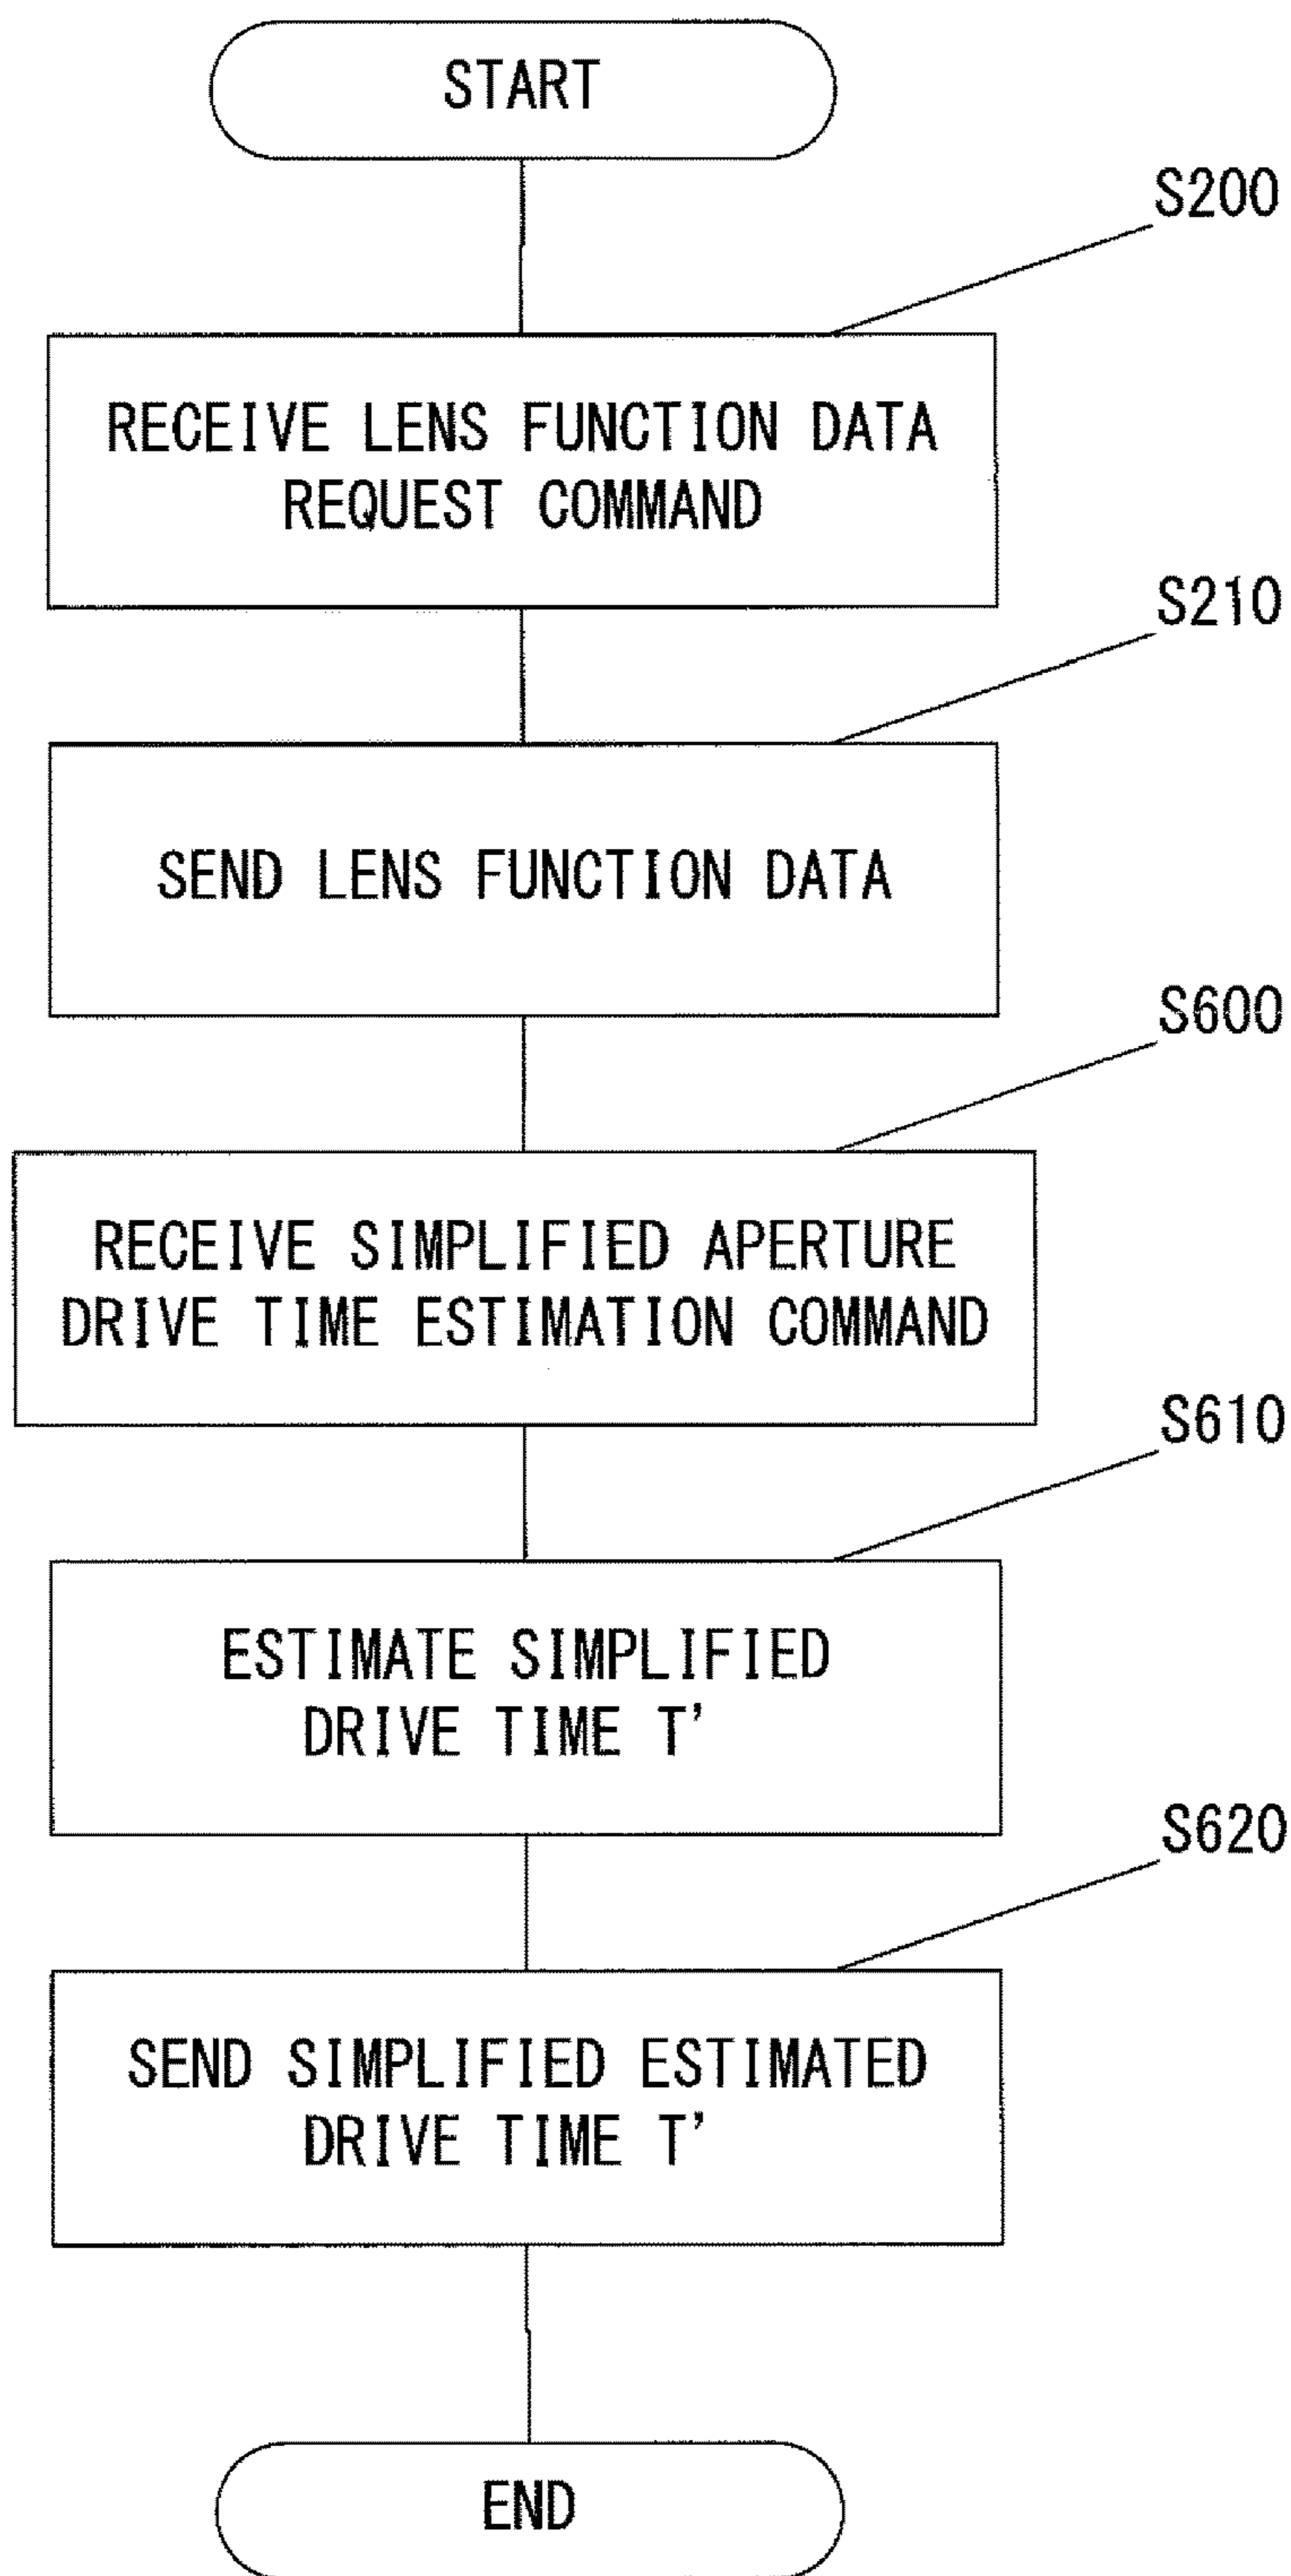 START
S200
RECEIVE LENS FUNCTION DATA
REQUEST COMMAND
S210
SEND LENS FUNCTION DATA
S600
RECEIVE SIMPLIFIED APERTURE
DRIVE TIME ESTIMATION COMMAND
S610
ESTIMATE SIMPLIFIED
DRIVE TIME T'
S620
SEND SIMPLIFIED ESTIMATED
DRIVE TIME T'
END